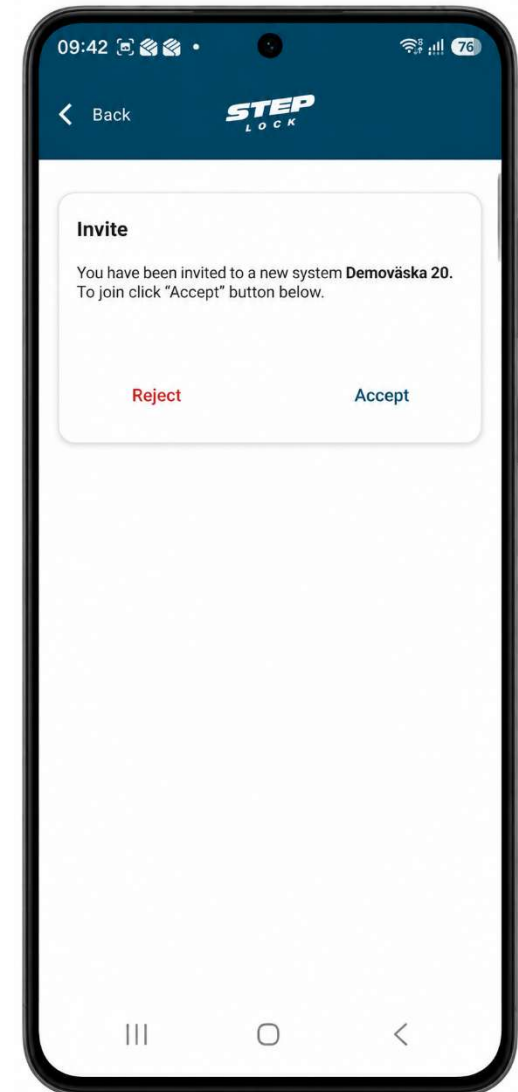 09:42
76
Back
STEP
LOCK
Invite
You have been invited to a new system Demoväska 20.
To join click “Accept” button below.
Reject
Accept